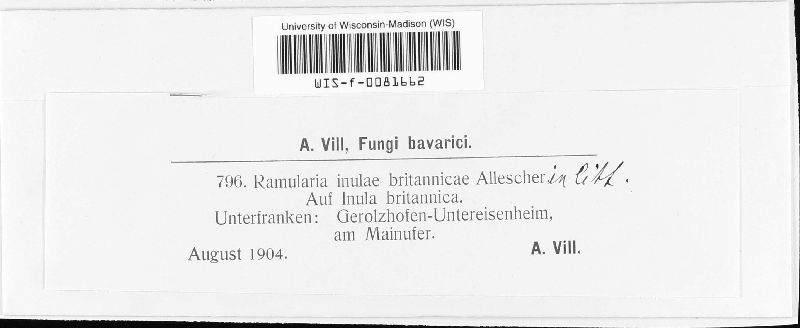 University of Wisconsin-Madison (WIS)
WIS-f-0081662
A. Vill, Fungi bavarici.
796. Ramularia inulae britannicae Allescher in litt.
Auf Inula britannica.
Unterfranken: Gerolzhofen-Untereisenheim,
am Mainufer.
August 1904. A. Vill.